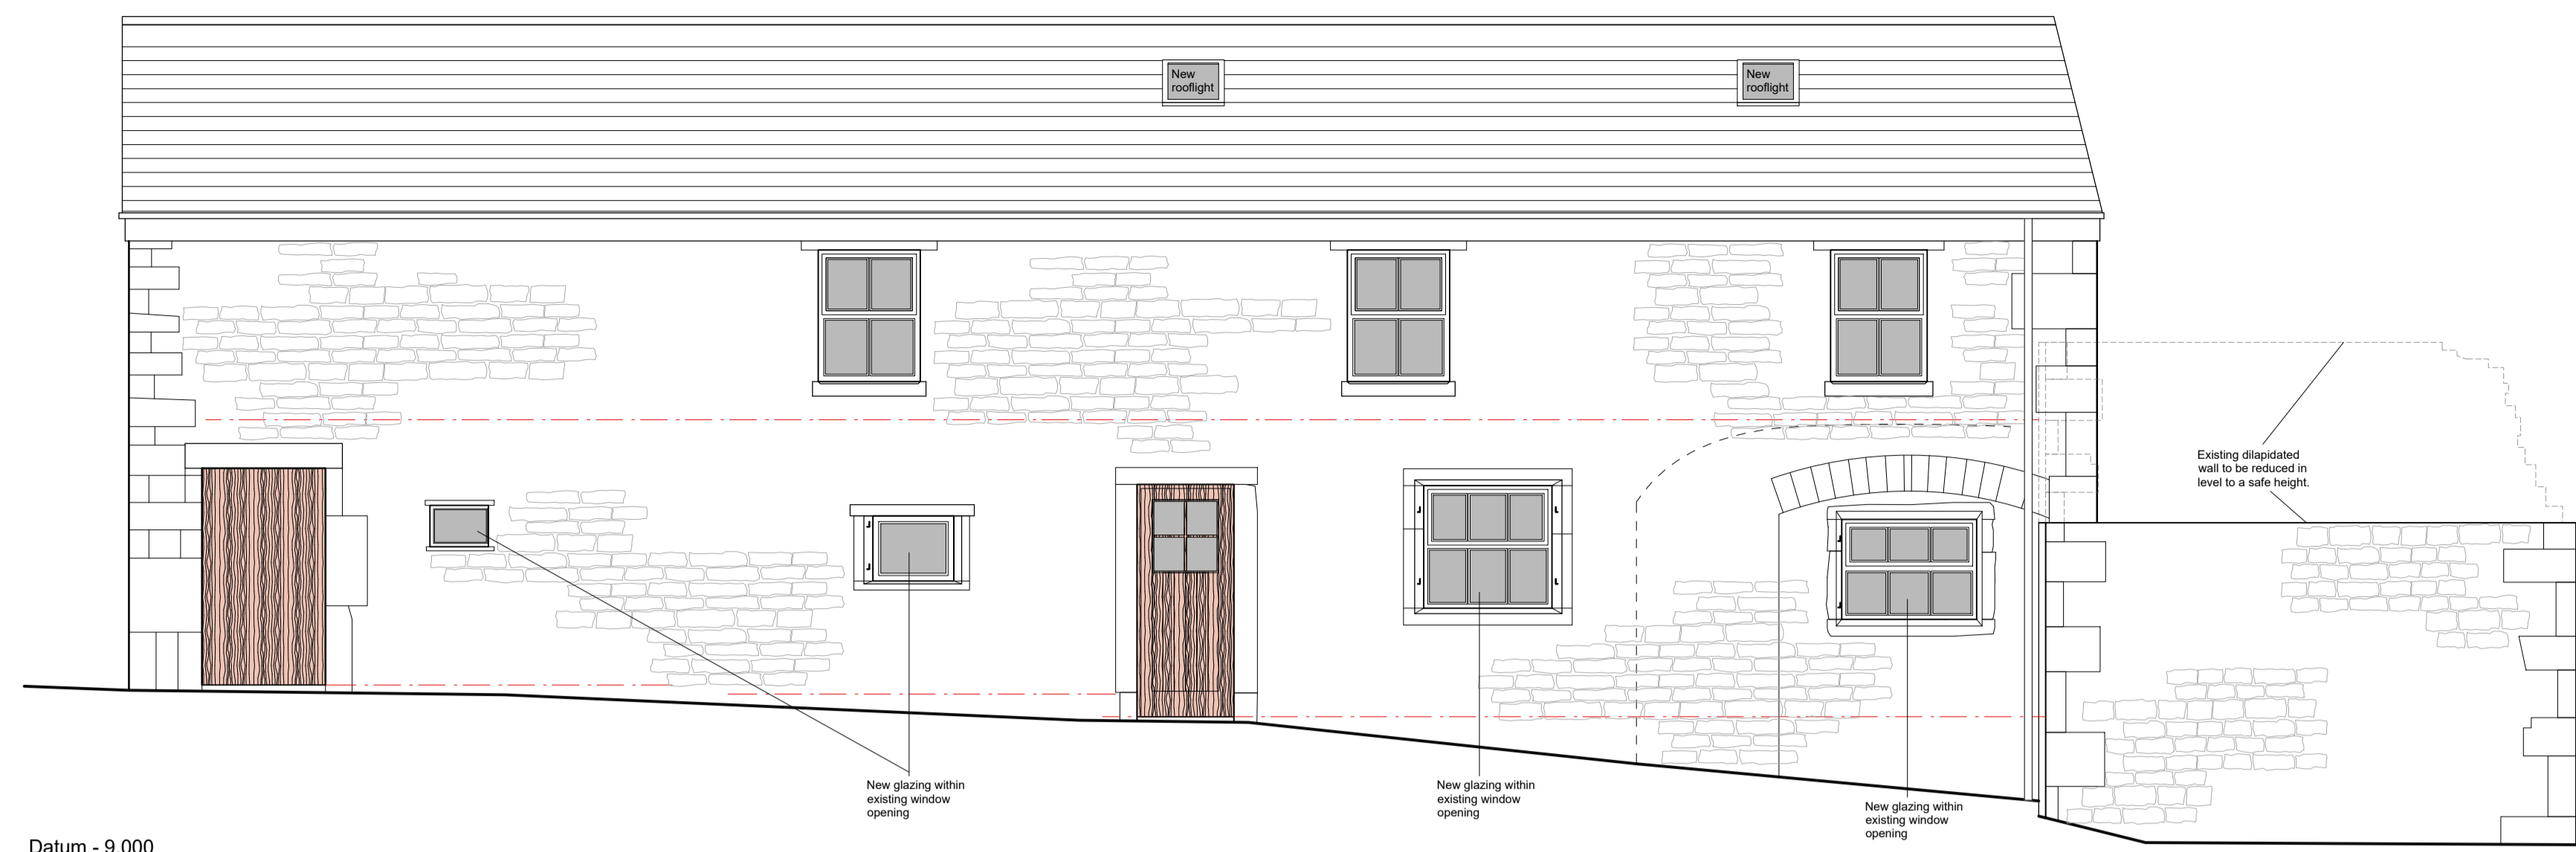 New
rooflight
New
rooflight
Existing dilapidated
wall to be reduced in
level to a safe height.
New glazing within
existing window
opening
New glazing within
existing window
opening
New glazing within
existing window
opening
Datum - 9.000